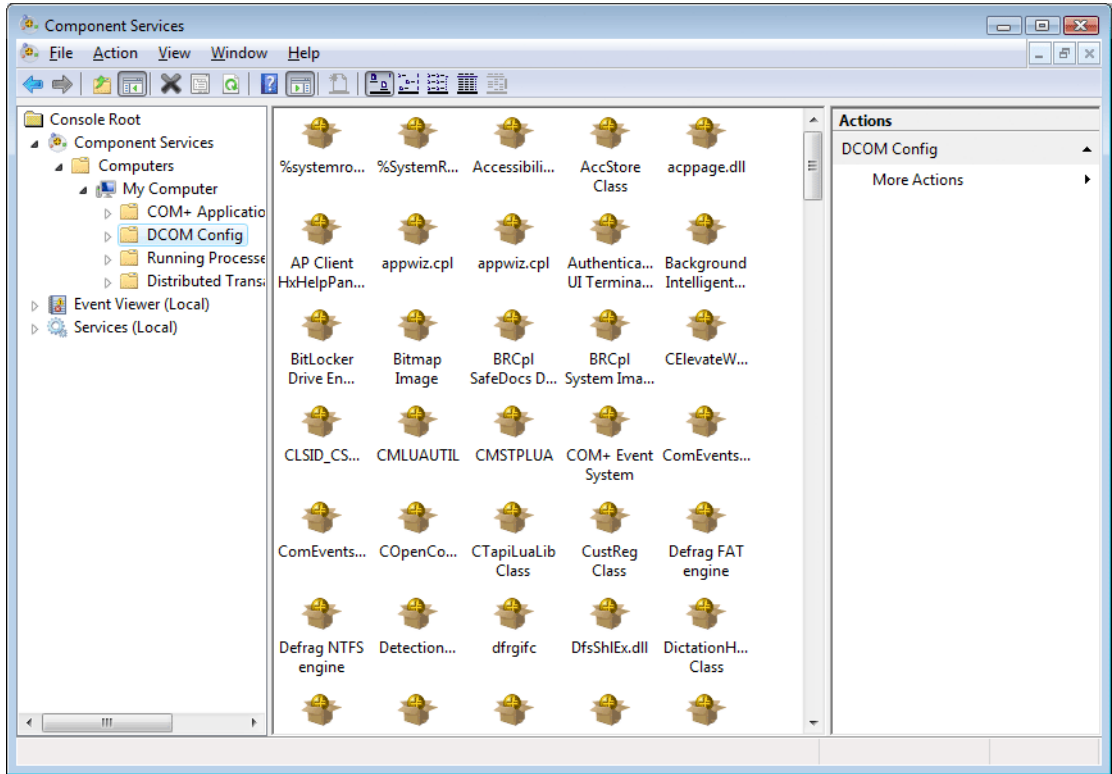 Component Services
File Action View Window Help
Console Root
Component Services
Computers
My Computer
COM+ Applicatio
DCOM Config
Running Processe
Distributed Transa
Event Viewer (Local)
Services (Local)
%systemro... %SystemR... Accessibili... AccStore acppage.dll
Class
AP Client appwiz.cpl appwiz.cpl Authentica... Background
HxHelpPan... UI Termina... Intelligent...
BitLocker Bitmap BRCpl BRCpl CElevateW...
Drive En... Image SafeDocs D... System Ima...
CLSID_CS... CMLUAUTIL CMSTPLUA COM+ Event ComEvents...
System
ComEvents... COpenCo... CTapiLuaLib CustReg Defrag FAT
Class Class engine
Defrag NTFS Detection... dfrgifc DfsShlEx.dll DictationH...
engine Class
Actions
DCOM Config
More Actions